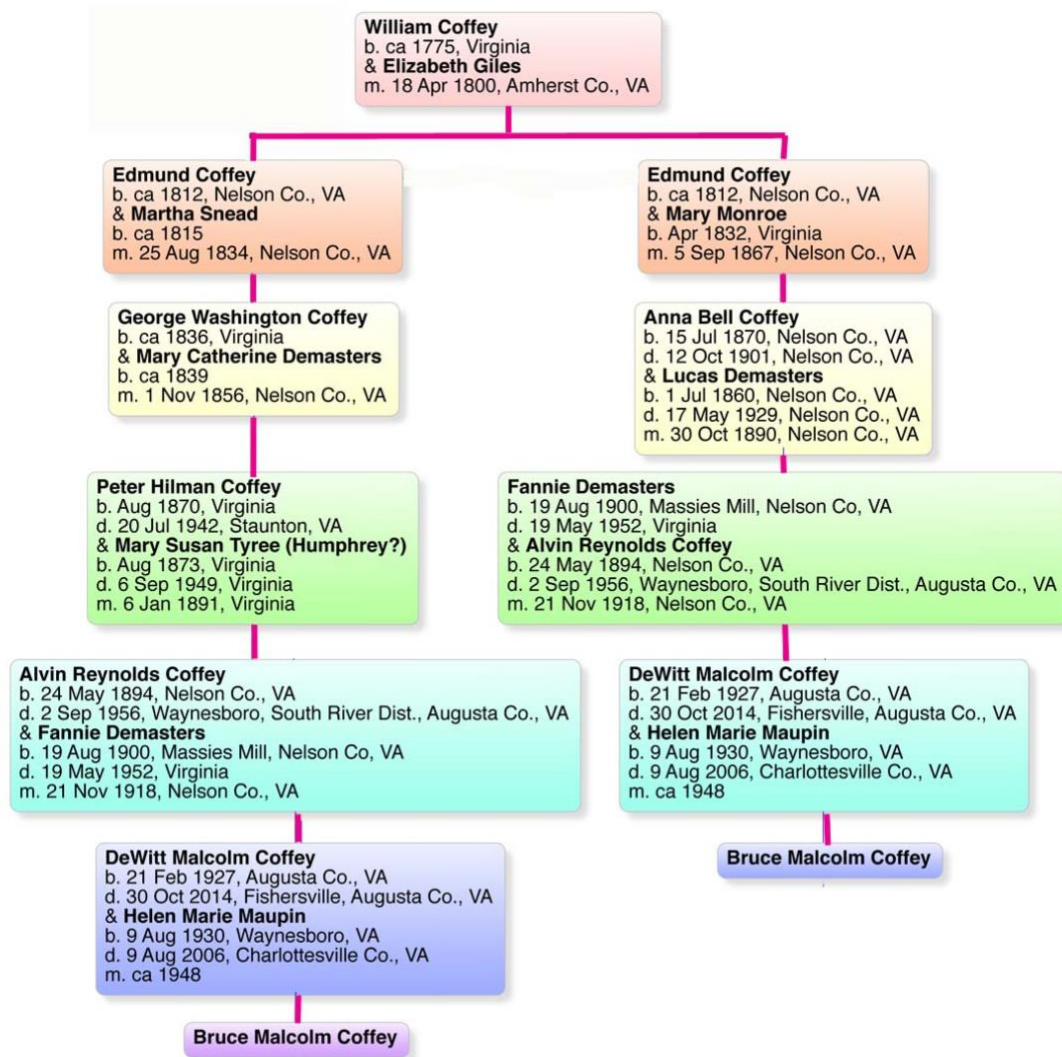 William Coffey
b. ca 1775, Virginia
& Elizabeth Giles
m. 18 Apr 1800, Amherst Co., VA
Edmund Coffey
b. ca 1812, Nelson Co., VA
& Martha Snead
b. ca 1815
m. 25 Aug 1834, Nelson Co., VA
Edmund Coffey
b. ca 1812, Nelson Co., VA
& Mary Monroe
b. Apr 1832, Virginia
m. 5 Sep 1867, Nelson Co., VA
George Washington Coffey
b. ca 1836, Virginia
& Mary Catherine Demasters
b. ca 1839
m. 1 Nov 1856, Nelson Co., VA
Anna Bell Coffey
b. 15 Jul 1870, Nelson Co., VA
d. 12 Oct 1901, Nelson Co., VA
& Lucas Demasters
b. 1 Jul 1860, Nelson Co., VA
d. 17 May 1929, Nelson Co., VA
m. 30 Oct 1890, Nelson Co., VA
Peter Hilman Coffey
b. Aug 1870, Virginia
d. 20 Jul 1942, Staunton, VA
& Mary Susan Tyree (Humphrey?)
b. Aug 1873, Virginia
d. 6 Sep 1949, Virginia
m. 6 Jan 1891, Virginia
Fannie Demasters
b. 19 Aug 1900, Massies Mill, Nelson Co, VA
d. 19 May 1952, Virginia
& Alvin Reynolds Coffey
b. 24 May 1894, Nelson Co., VA
d. 2 Sep 1956, Waynesboro, South River Dist., Augusta Co., VA
m. 21 Nov 1918, Nelson Co., VA
Alvin Reynolds Coffey
b. 24 May 1894, Nelson Co., VA
d. 2 Sep 1956, Waynesboro, South River Dist., Augusta Co., VA
& Fannie Demasters
b. 19 Aug 1900, Massies Mill, Nelson Co, VA
d. 19 May 1952, Virginia
m. 21 Nov 1918, Nelson Co., VA
DeWitt Malcolm Coffey
b. 21 Feb 1927, Augusta Co., VA
d. 30 Oct 2014, Fishersville, Augusta Co., VA
& Helen Marie Maupin
b. 9 Aug 1930, Waynesboro, VA
d. 9 Aug 2006, Charlottesville Co., VA
m. ca 1948
DeWitt Malcolm Coffey
b. 21 Feb 1927, Augusta Co., VA
d. 30 Oct 2014, Fishersville, Augusta Co., VA
& Helen Marie Maupin
b. 9 Aug 1930, Waynesboro, VA
d. 9 Aug 2006, Charlottesville Co., VA
m. ca 1948
Bruce Malcolm Coffey
Bruce Malcolm Coffey